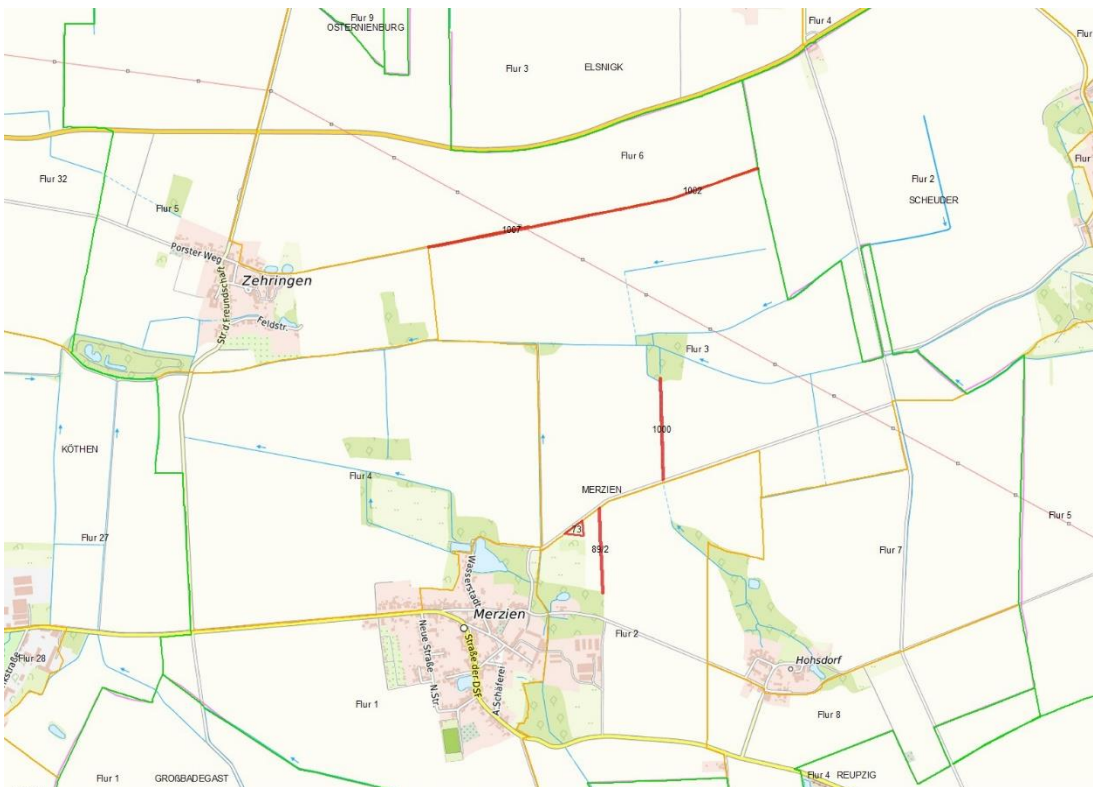 Flur 9
OSTERNIENBURG
Flur 4
Flur
Flur 3
ELSNIGK
Flur 6
Flur
Flur 32
Flur 5
1002
Flur 2
SCHEUDER
1007
Porster Weg
Zehringen
Str.d.Freundschaft
Feldstr.
Flur 3
1000
KÖTHEN
Flur 4
MERZIEN
Flur 5
73
89/2
Flur 27
Flur 7
Wasserstadt
Merzien
Neue Straße
Straße der DSF
Flur 2
Flur 28
kstraße
Hohsdorf
N.Str.
A.Schäferei
Flur 1
Flur 8
Flur 1
GROßBADEGAST
Flur 4
REUPZIG